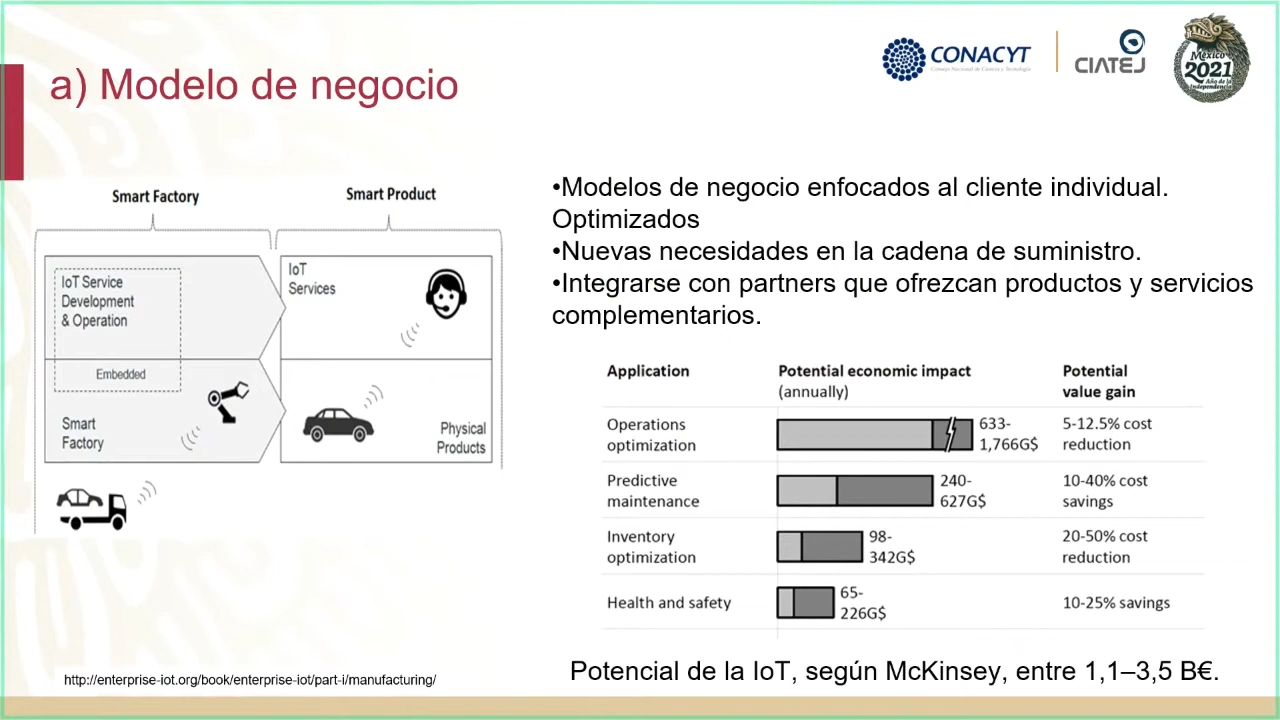 a) Modelo de negocio
CONACYT
Consejo Nacional de Ciencia y Tecnología
CIATEJ
México
2021
Año de la
Independencia
Smart Factory
Smart Product
IoT Service
Development
& Operation
Embedded
Smart
Factory
IoT
Services
Physical
Products
•Modelos de negocio enfocados al cliente individual.
Optimizados
•Nuevas necesidades en la cadena de suministro.
•Integrarse con partners que ofrezcan productos y servicios
complementarios.
Application
Potential economic impact
(annually)
Potential
value gain
Operations
optimization
633-
1,766G$
5-12.5% cost
reduction
Predictive
maintenance
240-
627G$
10-40% cost
savings
Inventory
optimization
98-
342G$
20-50% cost
reduction
Health and safety
65-
226G$
10-25% savings
Potencial de la IoT, según McKinsey, entre 1,1–3,5 B€.
http://enterprise-iot.org/book/enterprise-iot/part-i/manufacturing/